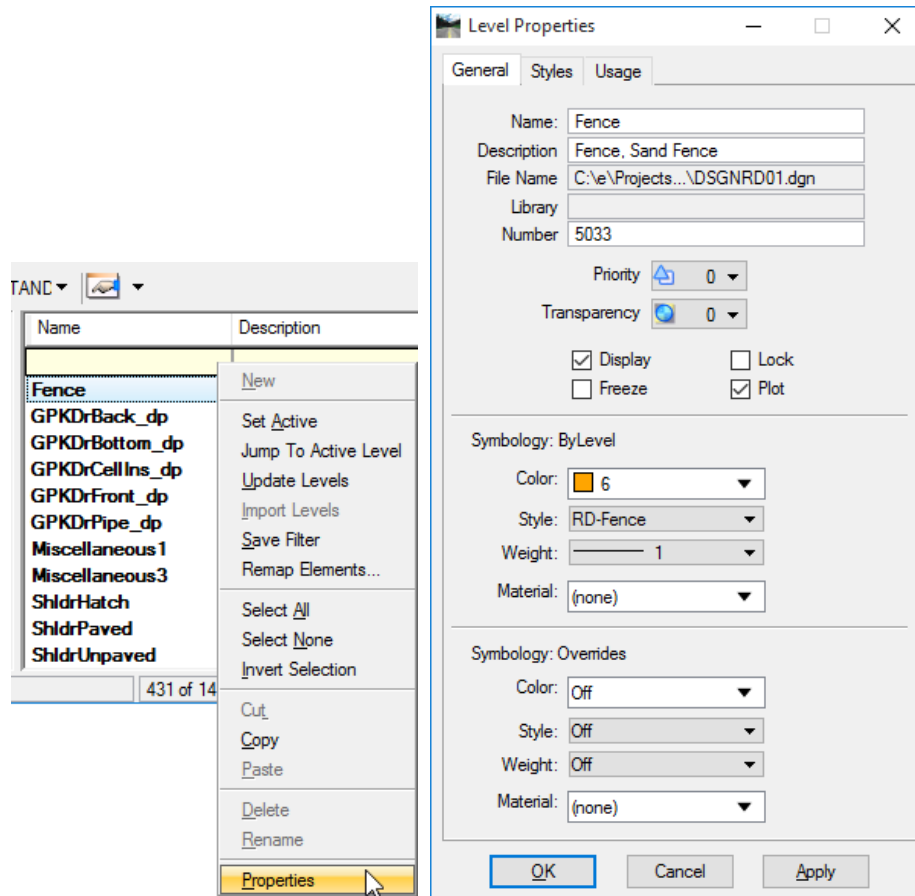 TAND
Name Description
Fence
GPKDrBack_dp
GPKDrBottom_dp
GPKDrCellIns_dp
GPKDrFront_dp
GPKDrPipe_dp
Miscellaneous1
Miscellaneous3
ShldrHatch
ShldrPaved
ShldrUnpaved
431 of 14
New
Set Active
Jump To Active Level
Update Levels
Import Levels
Save Filter
Remap Elements...
Select All
Select None
Invert Selection
Cut
Copy
Paste
Delete
Rename
Properties
Level Properties
General Styles Usage
Name: Fence
Description Fence, Sand Fence
File Name C:\e\Projects...\DSGNRD01.dgn
Library
Number 5033
Priority 0
Transparency 0
Display Lock
Freeze Plot
Symbology: ByLevel
Color: 6
Style: RD-Fence
Weight: 1
Material: (none)
Symbology: Overrides
Color: Off
Style: Off
Weight: Off
Material: (none)
OK Cancel Apply